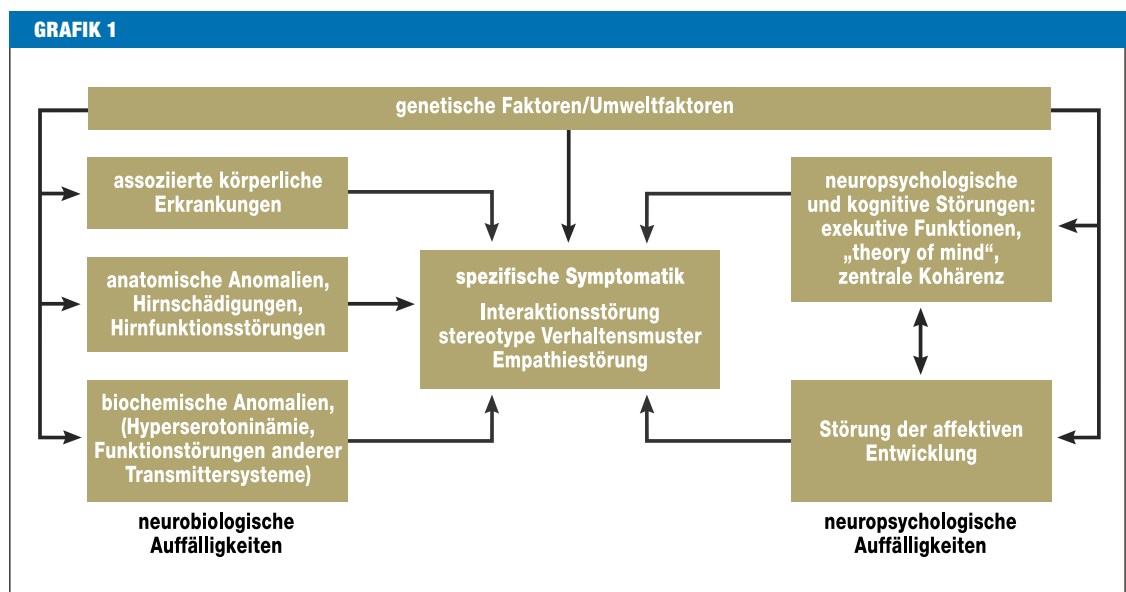 GRAFIK 1
genetische Faktoren/Umweltfaktoren
assoziierte körperliche
Erkrankungen
anatomische Anomalien,
Hirnschädigungen,
Hirnfunktionsstörungen
biochemische Anomalien,
(Hyperserotoninämie,
Funktionstörungen anderer
Transmittersysteme)
neurobiologische
Auffälligkeiten
spezifische Symptomatik
Interaktionsstörung
stereotype Verhaltensmuster
Empathiestörung
neuropsychologische
und kognitive Störungen:
exekutive Funktionen,
„theory of mind“,
zentrale Kohärenz
Störung der affektiven
Entwicklung
neuropsychologische
Auffälligkeiten